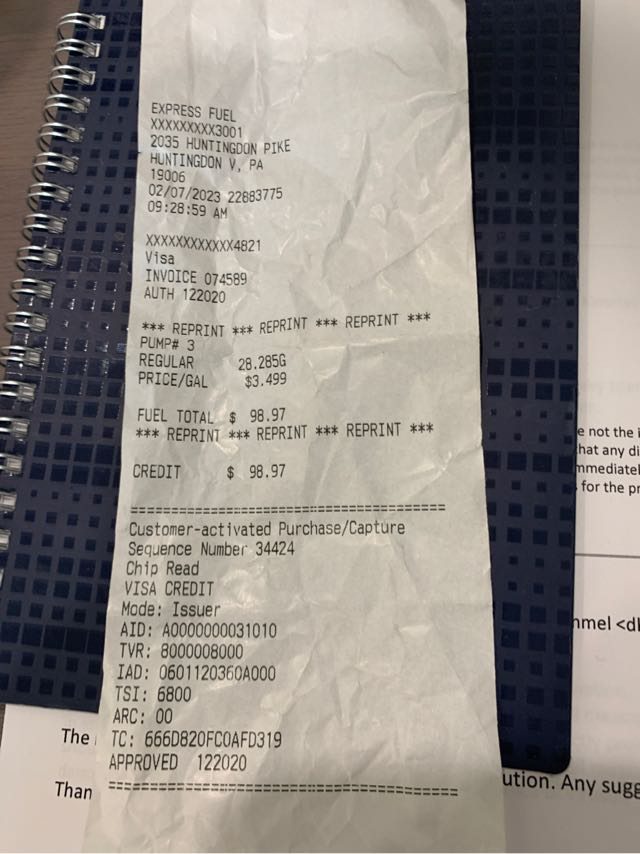 EXPRESS FUEL
XXXXXXXXX3001
2035 HUNTINGDON PIKE
HUNTINGDON V, PA
19006
02/07/2023 22883775
09:28:59 AM
XXXXXXXXXXXX4821
Visa
INVOICE 074589
AUTH 122020
*** REPRINT *** REPRINT *** REPRINT ***
PUMP# 3
REGULAR 28.285G
PRICE/GAL $3.499
FUEL TOTAL $ 98.97
*** REPRINT *** REPRINT *** REPRINT ***
CREDIT $ 98.97
=======================================
Customer-activated Purchase/Capture
Sequence Number 34424
Chip Read
VISA CREDIT
Mode: Issuer
AID: A0000000031010
TVR: 8000008000
IAD: 0601120360A000
TSI: 6800
ARC: 00
TC: 666D820FC0AFD319
APPROVED 122020
=======================================
e not the
hat any di
mmediatel
for the pr
nmel <dl
The
ution. Any sugg
Than